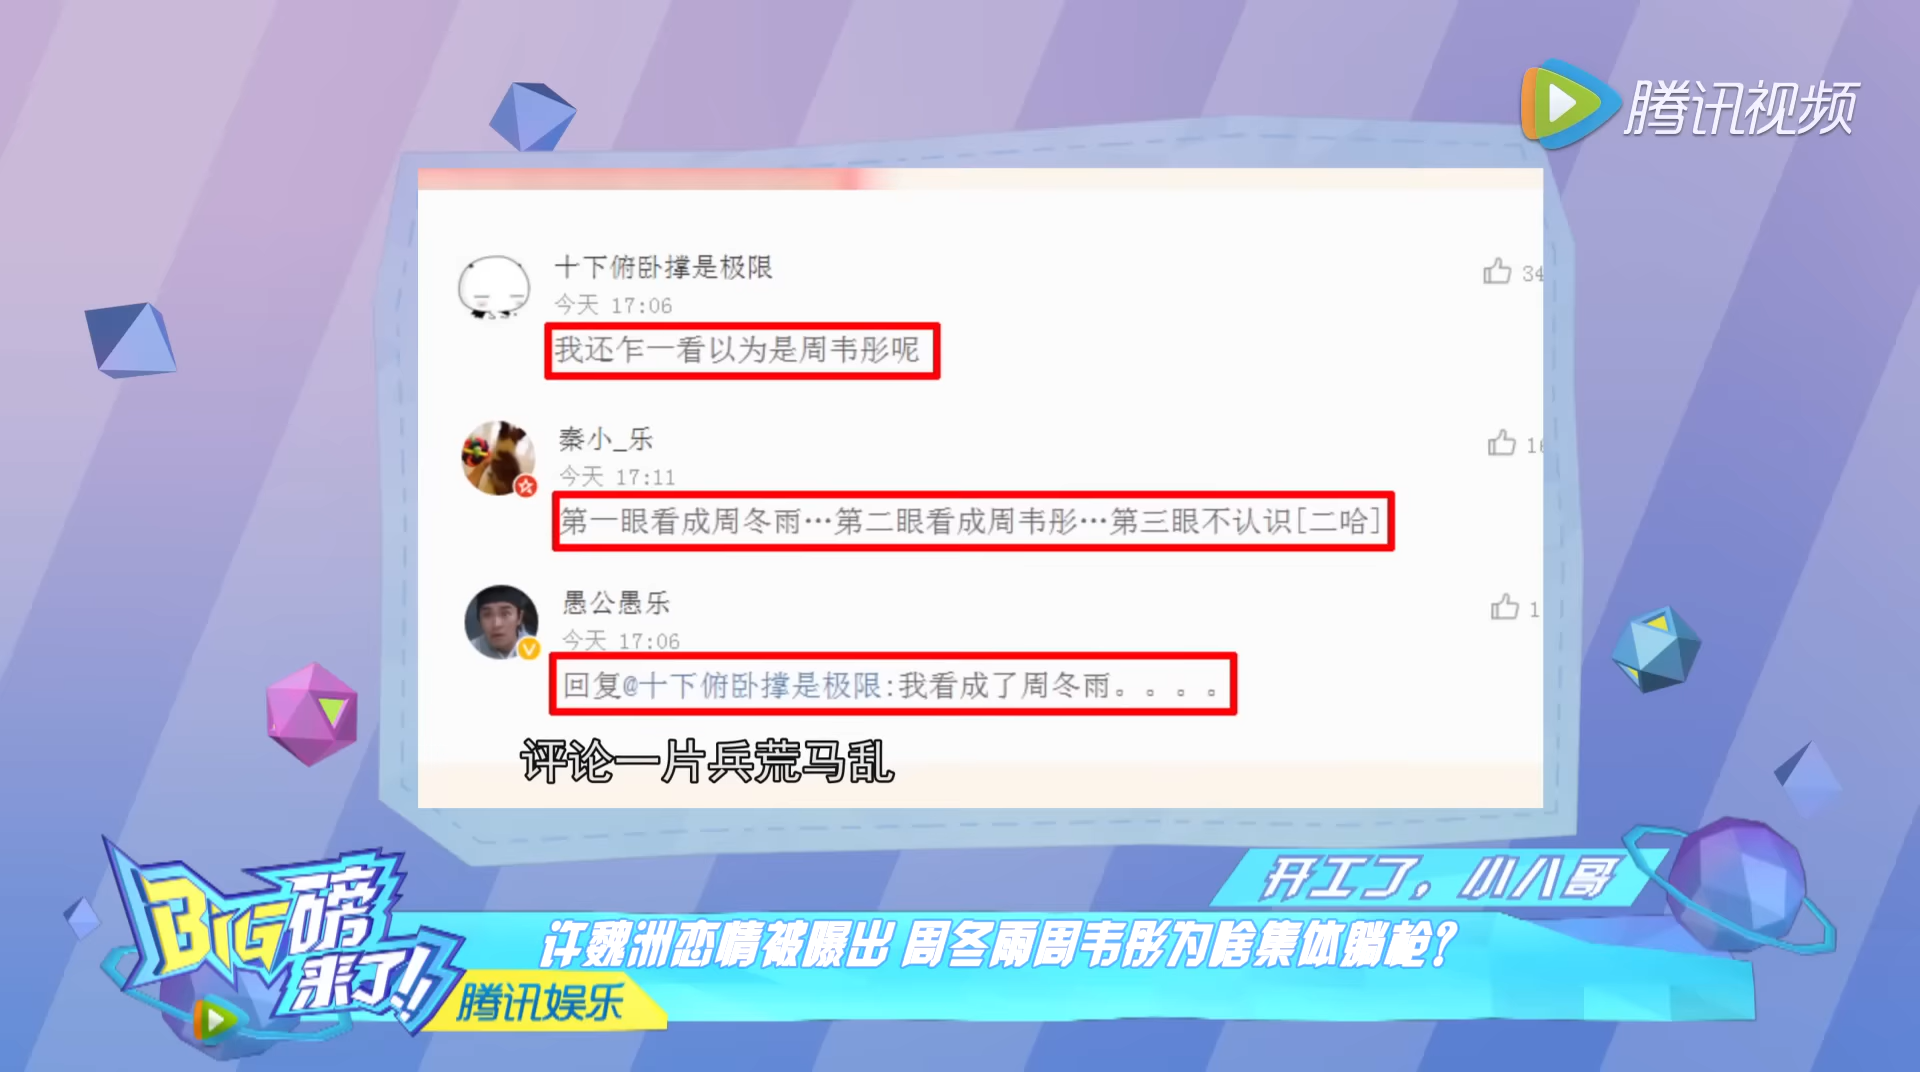 腾讯视频
十下俯卧撑是极限
34
今天 17:06
我还乍一看以为是周韦彤呢
秦小_乐
16
今天 17:11
第一眼看成周冬雨…第二眼看成周韦彤…第三眼不认识[二哈]
愚公愚乐
1
今天 17:06
回复@十下俯卧撑是极限:我看成了周冬雨。。。。
评论一片兵荒马乱
开工了，小八哥
BIG磅来了!!
许魏洲恋情被曝出 周冬雨周韦彤为啥集体躺枪?
腾讯娱乐